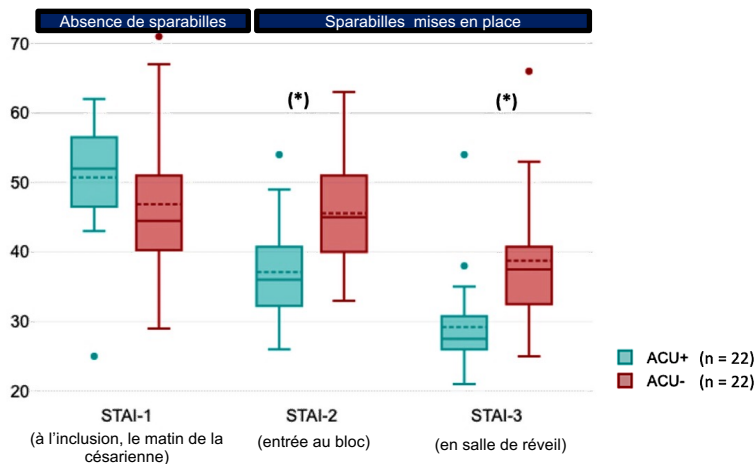 Absence de sparabilles
Sparabilles mises en place
70
60
50
40
30
20
(*)
(*)
STAI-1
(à l'inclusion, le matin de la
césarienne)
STAI-2
(entrée au bloc)
STAI-3
(en salle de réveil)
ACU+ (n = 22)
ACU- (n = 22)